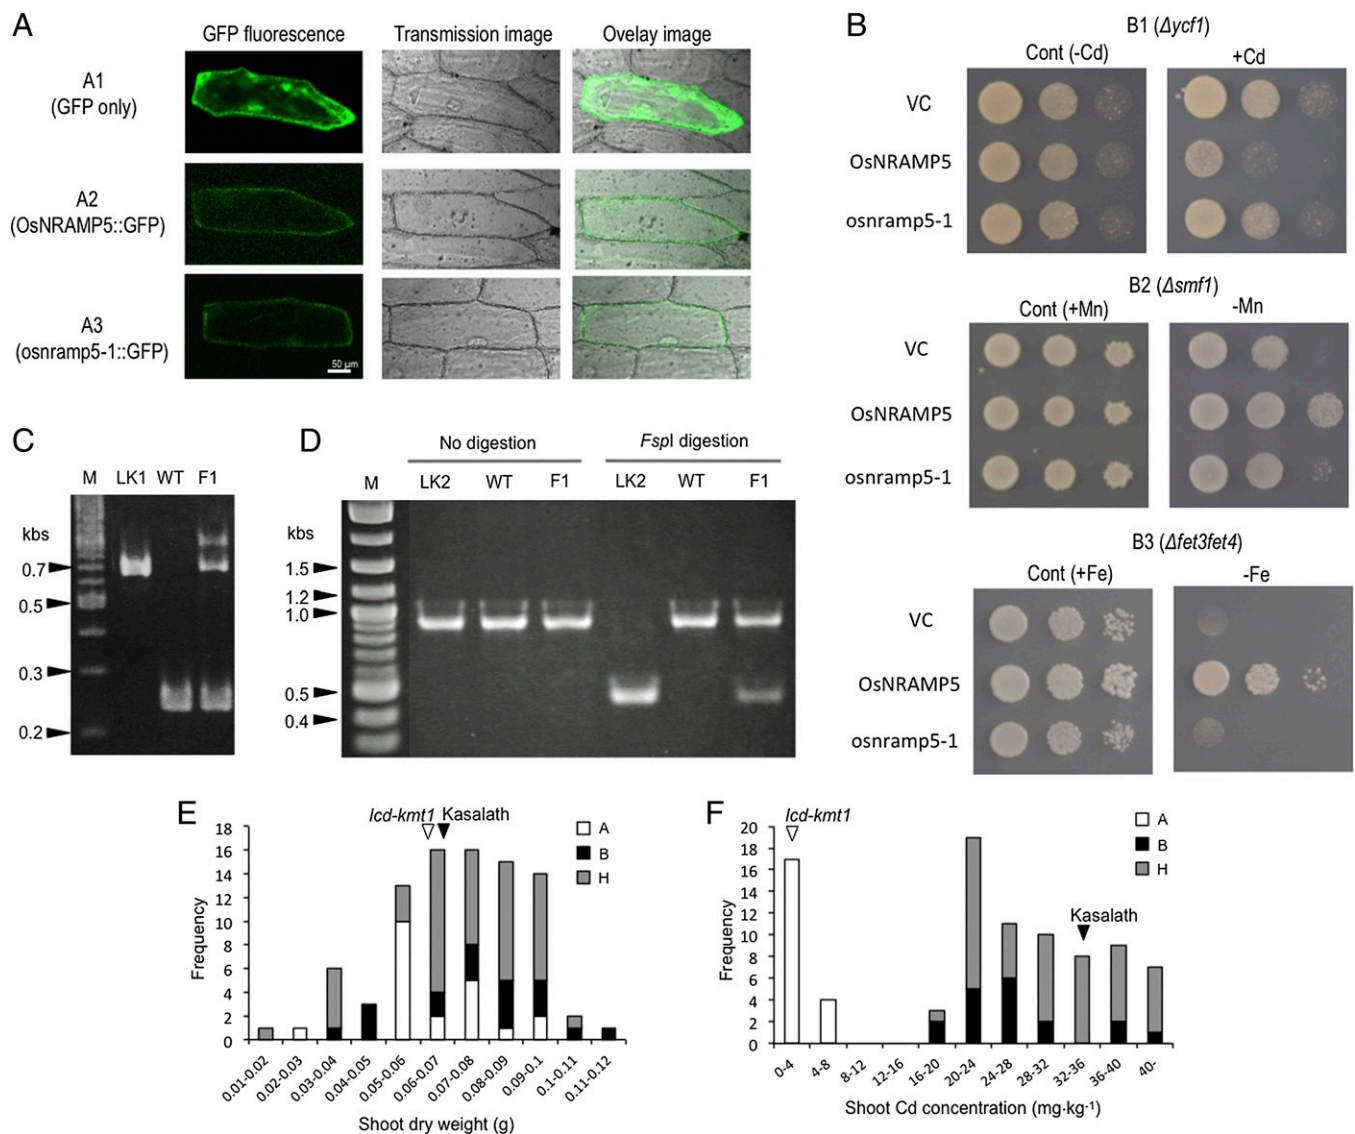 A
GFP fluorescence
Transmission image
Ovelay image
A1
(GFP only)
A2
(OsNRAMP5::GFP)
A3
(osnramp5-1::GFP)
50 µm
B
B1 (Δycf1)
Cont (-Cd)
+Cd
VC
OsNRAMP5
osnramp5-1
B2 (Δsmf1)
Cont (+Mn)
-Mn
VC
OsNRAMP5
osnramp5-1
B3 (Δfet3fet4)
Cont (+Fe)
-Fe
VC
OsNRAMP5
osnramp5-1
C
M LK1 WT F1
kbs
0.7
0.5
0.3
0.2
D
No digestion
FspI digestion
M LK2 WT F1 LK2 WT F1
kbs
1.5
1.2
1.0
0.5
0.4
E
lcd-kmt1 Kasalath
A
B
H
Frequency
18
16
14
12
10
8
6
4
2
0
0.01-0.02
0.02-0.03
0.03-0.04
0.04-0.05
0.05-0.06
0.06-0.07
0.07-0.08
0.08-0.09
0.09-0.1
0.1-0.11
0.11-0.12
Shoot dry weight (g)
F
lcd-kmt1
A
B
H
Kasalath
Frequency
20
18
16
14
12
10
8
6
4
2
0
0-4
4-8
8-12
12-16
16-20
20-24
24-28
28-32
32-36
36-40
40-
Shoot Cd concentration (mg·kg⁻¹)